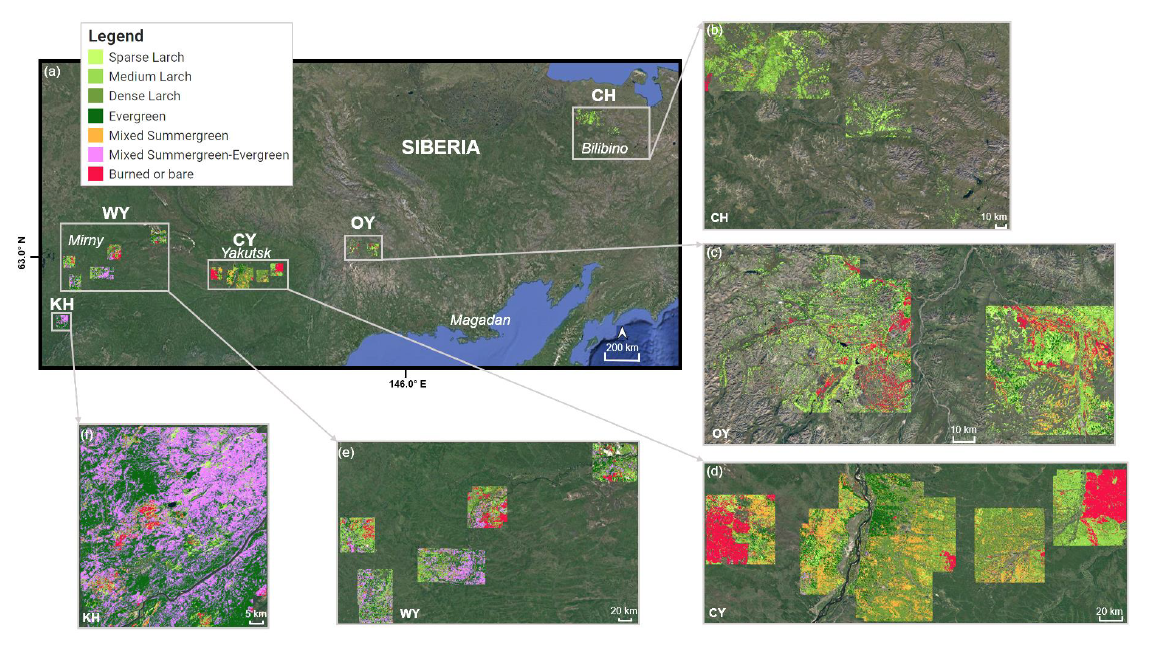 Legend
Sparse Larch
Medium Larch
Dense Larch
Evergreen
Mixed Summergreen
Mixed Summergreen-Evergreen
Burned or bare
(a)
SIBERIA
CH
Bilibino
WY
Mirny
CY
Yakutsk
OY
KH
Magadan
200 km
63.0° N
146.0° E
(b)
CH
10 km
(c)
OY
10 km
(d)
CY
20 km
(e)
WY
20 km
(f)
KH
5 km